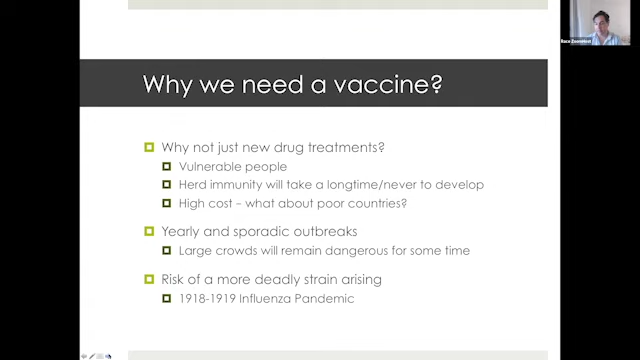 Why we need a vaccine?
Why not just new drug treatments?
Vulnerable people
Herd immunity will take a longtime/never to develop
High cost – what about poor countries?
Yearly and sporadic outbreaks
Large crowds will remain dangerous for some time
Risk of a more deadly strain arising
1918-1919 Influenza Pandemic